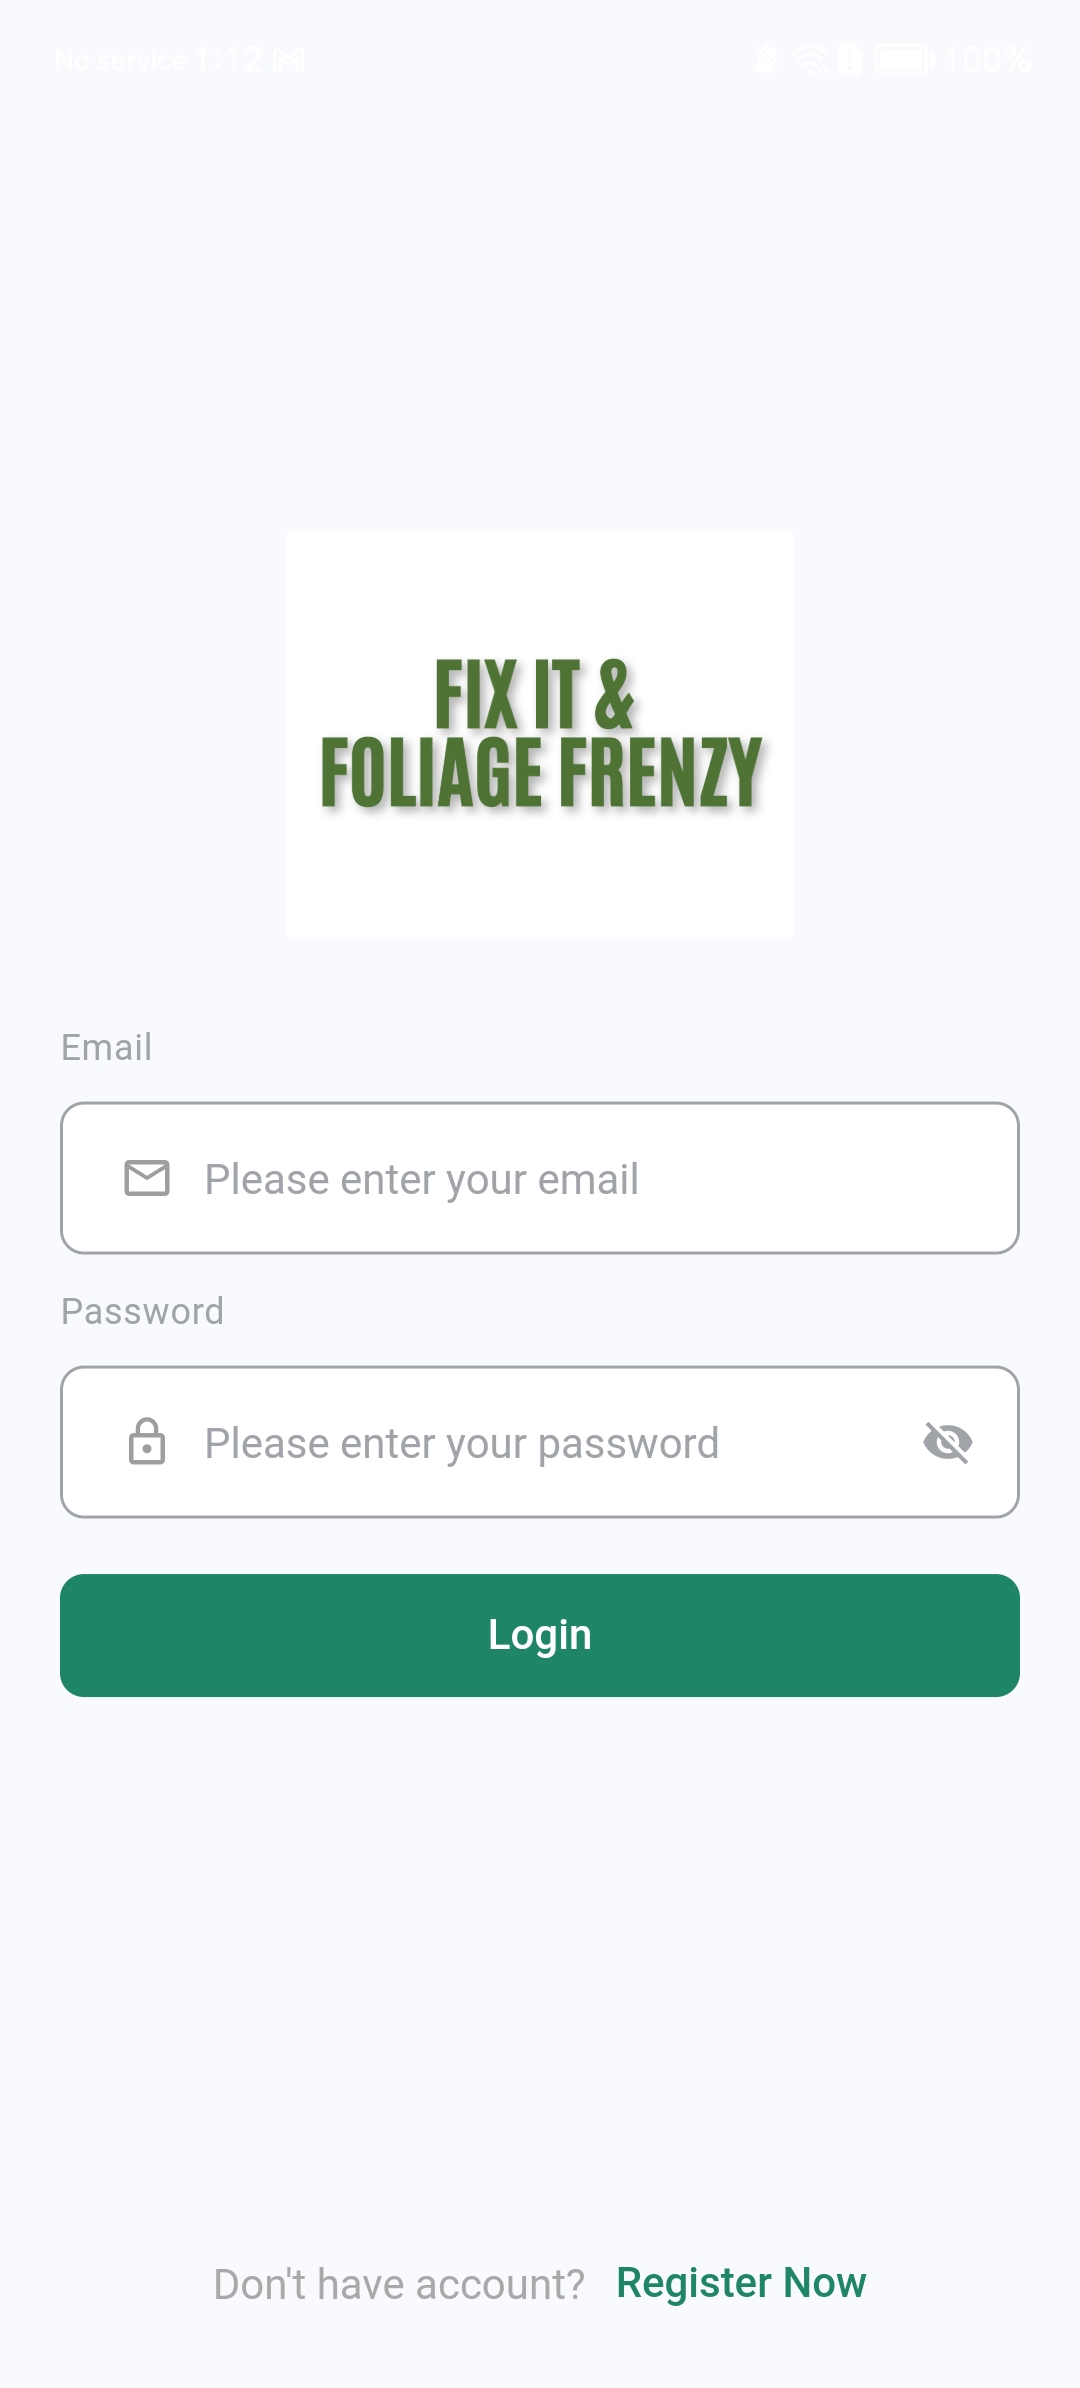 No service 1:12
100%
FIX IT &
FOLIAGE FRENZY
Email
Please enter your email
Password
Please enter your password
Login
Don't have account? Register Now